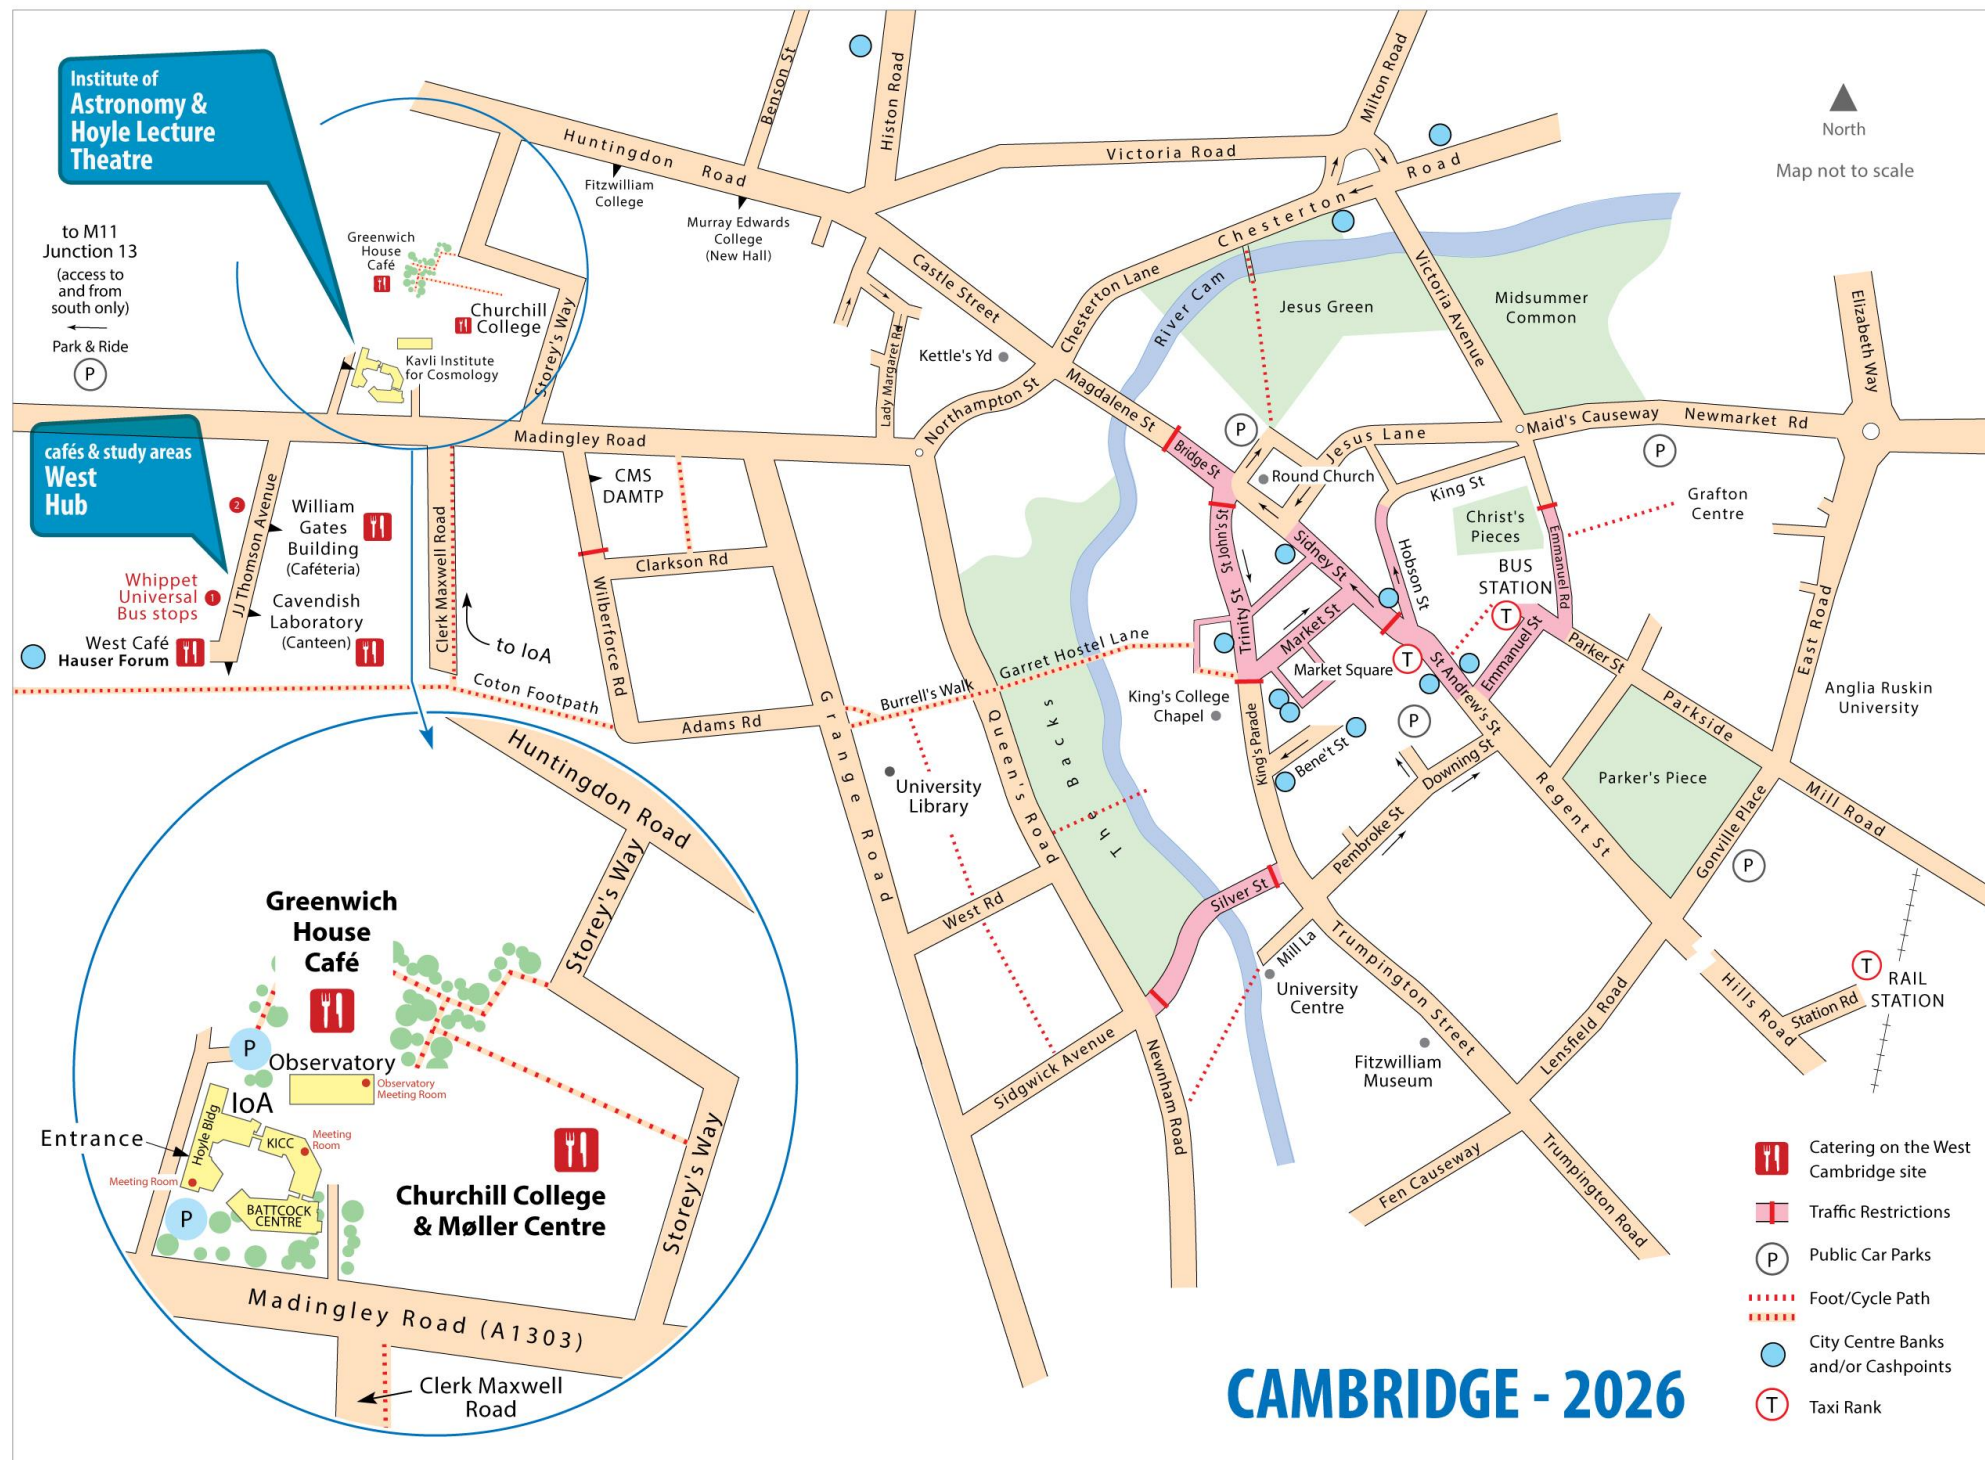 Institute of
Astronomy &
Hoyle Lecture
Theatre
to M11
Junction 13
(access to
and from
south only)
Park & Ride
P
cafés & study areas
West
Hub
Benson St
Histon Road
Milton Road
Huntingdon Road
Victoria Road
Chesterton Road
North
Map not to scale
Fitzwilliam
College
Murray Edwards
College
(New Hall)
Greenwich
House
Café
Churchill
College
Kavli Institute
for Cosmology
Storey's Way
Castle Street
Chesterton Lane
River Cam
Jesus Green
Victoria Avenue
Midsummer
Common
Elizabeth Way
Kettle's Yd
Lady Margaret Rd
Northampton St
Magdalene St
Madingley Road
Bridge St
P
Jesus Lane
Maid's Causeway
Newmarket Rd
P
Round Church
King St
Christ's
Pieces
Grafton
Centre
Emmanuel Rd
CMS
DAMTP
2
William
Gates
Building
(Caféteria)
JJ Thomson Avenue
Clerk Maxwell Road
Whippet
Universal
Bus stops
1
Cavendish
Laboratory
(Canteen)
West Café
Hauser Forum
to IoA
Clarkson Rd
Wilberforce Rd
Coton Footpath
Adams Rd
Grange Road
Burrell's Walk
Garret Hostel Lane
St John's St
Sidney St
Hobson St
BUS
STATION
T
Trinity St
Market St
Market Square
T
St Andrew's St
Emmanuel St
Parker St
Parkside
East Road
Anglia Ruskin
University
King's College
Chapel
King's Parade
Bene't St
P
Downing St
Pembroke St
Regent St
Parker's Piece
Gonville Place
Mill Road
P
The Backs
Queen's Road
University
Library
West Rd
Silver St
Mill La
University
Centre
Trumpington Street
Fitzwilliam
Museum
Lensfield Road
Hills Road
Station Rd
T
RAIL
STATION
Sidgwick Avenue
Newnham Road
Fen Causeway
Trumpington Road
Huntingdon Road
Storey's Way
Greenwich
House
Café
P
Observatory
Observatory
Meeting Room
IoA
Entrance
Hoyle Bldg
KICC
Meeting
Room
Meeting Room
P
BATTCOCK
CENTRE
Churchill College
& Møller Centre
Storey's Way
Madingley Road (A1303)
Clerk Maxwell
Road
Catering on the West
Cambridge site
Traffic Restrictions
P
Public Car Parks
Foot/Cycle Path
City Centre Banks
and/or Cashpoints
T
Taxi Rank
CAMBRIDGE - 2026